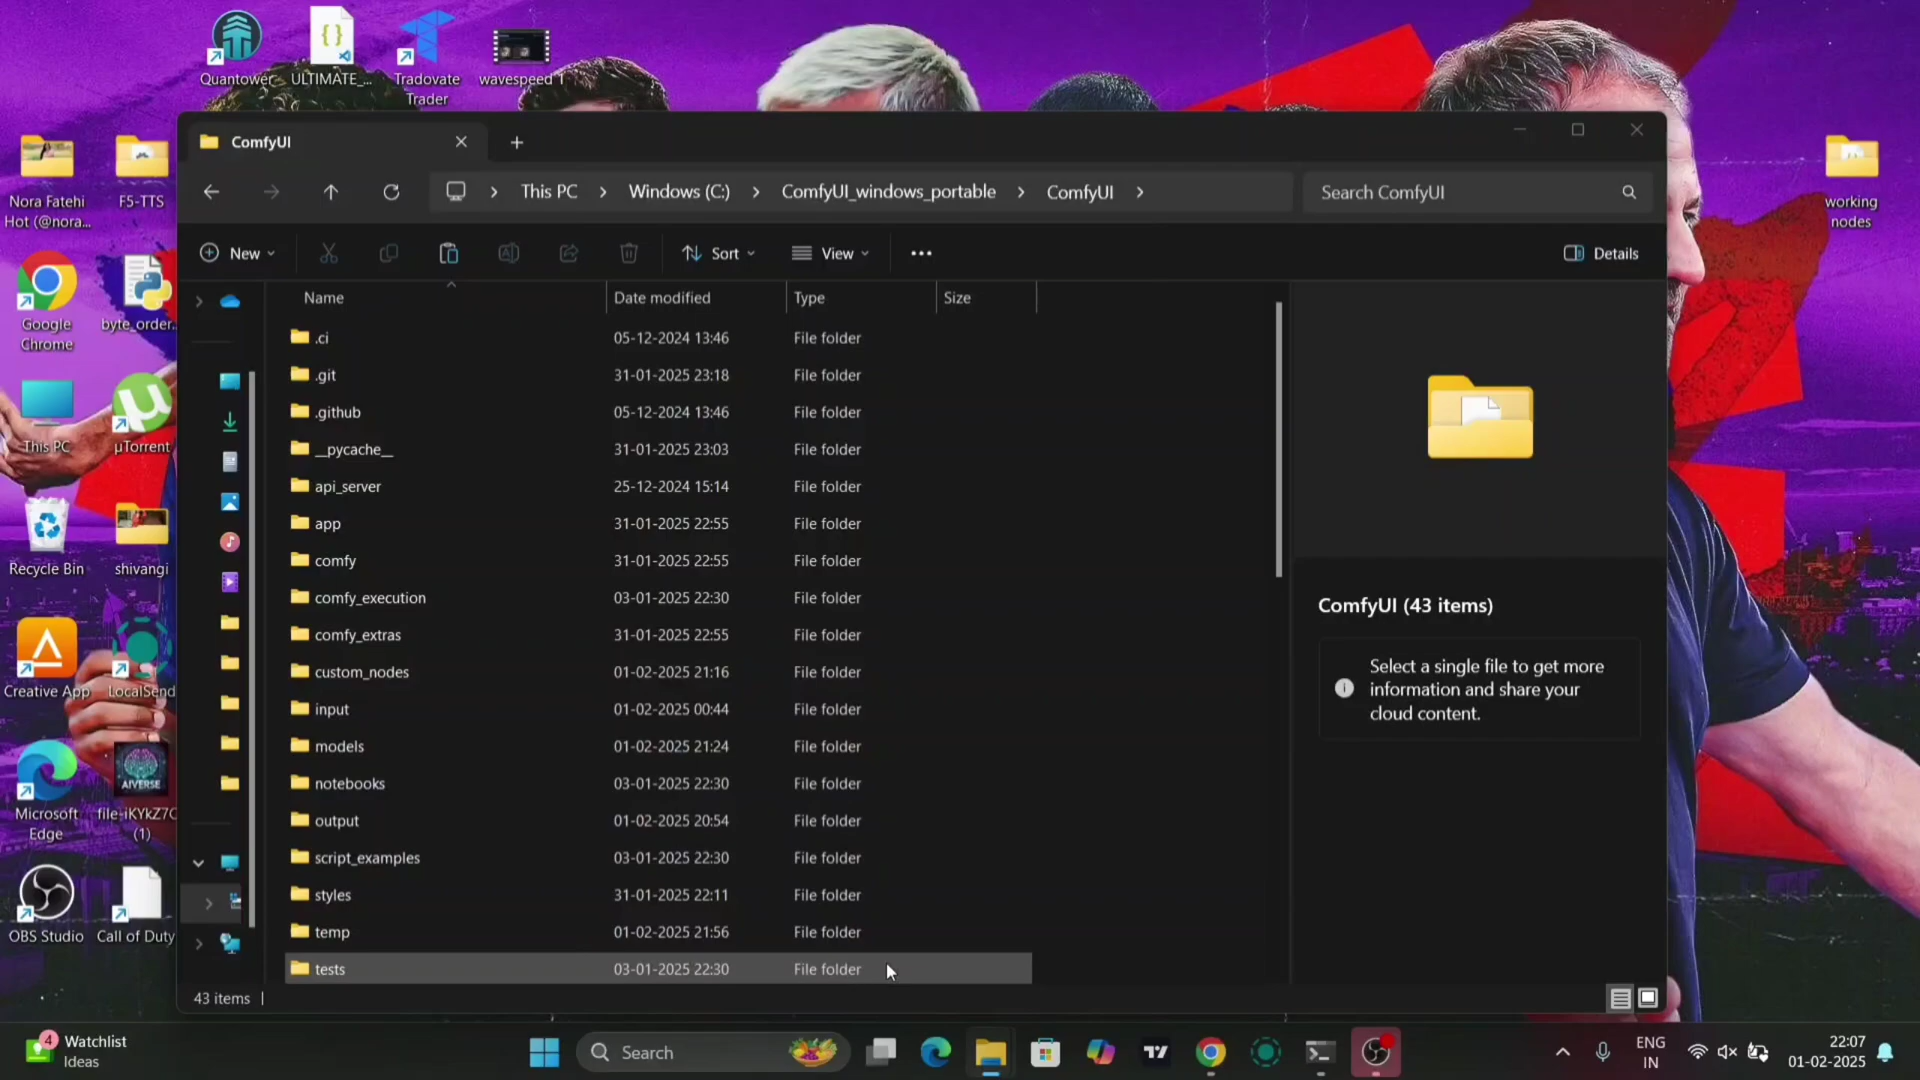 Quantower
ULTIMATE_...
Tradovate
Trader
wavespeed 1
Nora Fatehi
Hot (@nora...
F5-TTS
Google
Chrome
byte_order...
This PC
µTorrent
Recycle Bin
shivangi
Creative App
LocalSend
Microsoft
Edge
AIVERSE
file-iKYkZ7C
(1)
OBS Studio
Call of Duty
working
nodes
ComfyUI
This PC > Windows (C:) > ComfyUI_windows_portable > ComfyUI >
Search ComfyUI
New
Sort
View
Details
Name Date modified Type Size
.ci 05-12-2024 13:46 File folder
.git 31-01-2025 23:18 File folder
.github 05-12-2024 13:46 File folder
__pycache__ 31-01-2025 23:03 File folder
api_server 25-12-2024 15:14 File folder
app 31-01-2025 22:55 File folder
comfy 31-01-2025 22:55 File folder
comfy_execution 03-01-2025 22:30 File folder
comfy_extras 31-01-2025 22:55 File folder
custom_nodes 01-02-2025 21:16 File folder
input 01-02-2025 00:44 File folder
models 01-02-2025 21:24 File folder
notebooks 03-01-2025 22:30 File folder
output 01-02-2025 20:54 File folder
script_examples 03-01-2025 22:30 File folder
styles 31-01-2025 22:11 File folder
temp 01-02-2025 21:56 File folder
tests 03-01-2025 22:30 File folder
ComfyUI (43 items)
Select a single file to get more
information and share your
cloud content.
43 items
4
Watchlist
Ideas
Search
ENG
IN
22:07
01-02-2025